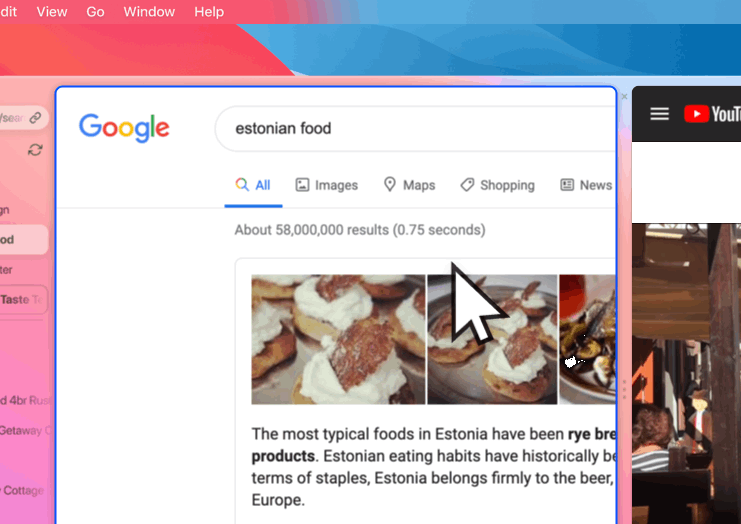 dit View Go Window Help
/sear
Google
estonian food
YouT
All Images Maps Shopping News
gn
About 58,000,000 results (0.75 seconds)
od
ter
Taste T
d 4br Rus
The most typical foods in Estonia have been rye bre
Getaway C
products. Estonian eating habits have historically be
terms of staples, Estonia belongs firmly to the beer,
y Cottage
Europe.